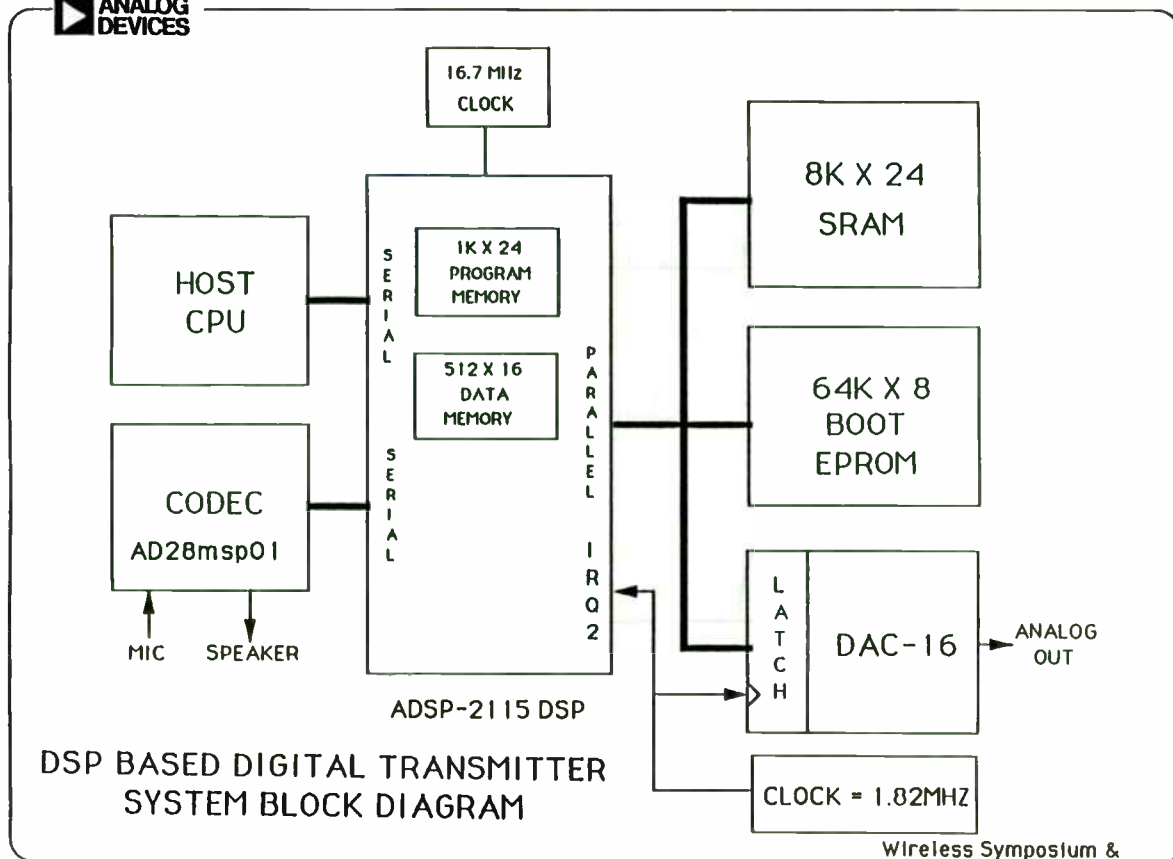 ANALOG
DEVICES
16.7 MHz
CLOCK
8K X 24
SRAM
HOST
CPU
SERIAL
1K X 24
PROGRAM
MEMORY
512 X 16
DATA
MEMORY
PARALLEL
64K X 8
BOOT
EPROM
CODEC
AD28msp01
SERIAL
IRQ2
MIC
SPEAKER
LATCH
DAC-16
ANALOG
OUT
ADSP-2115 DSP
DSP BASED DIGITAL TRANSMITTER
SYSTEM BLOCK DIAGRAM
CLOCK = 1.82MHZ
Wireless Symposium &